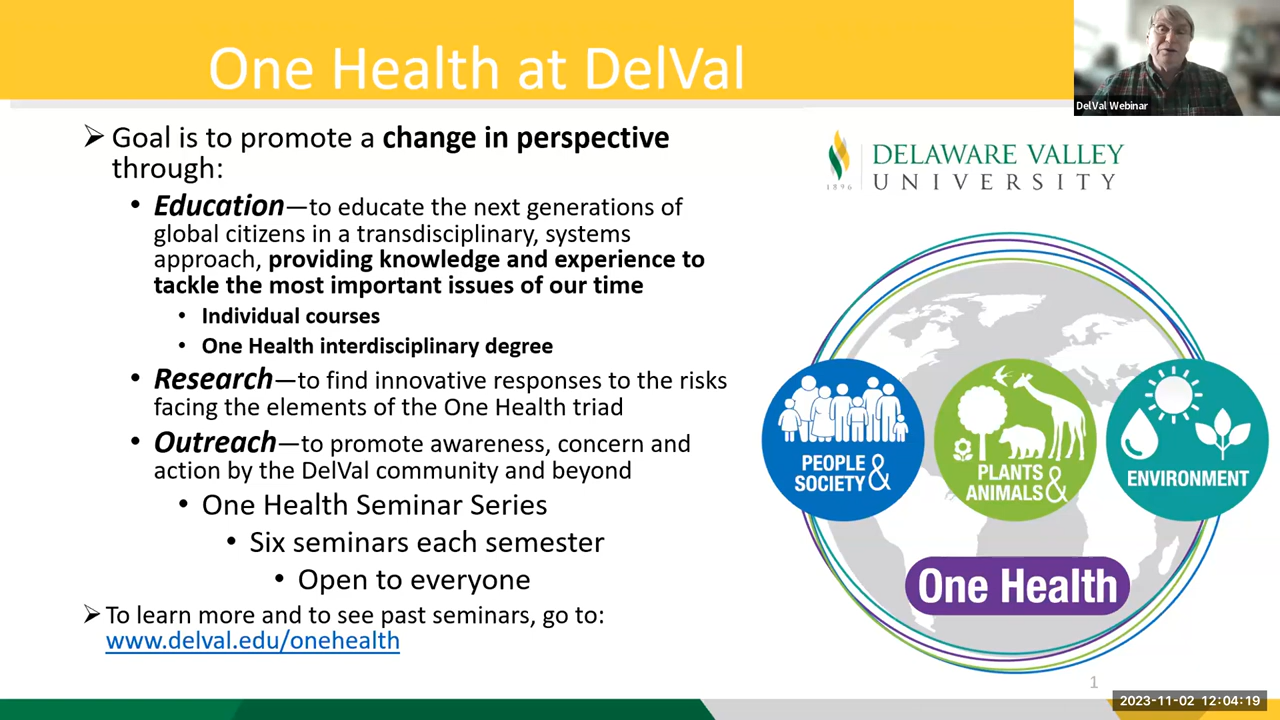 One Health at DelVal
DelVal Webinar
➢ Goal is to promote a change in perspective
through:
• Education—to educate the next generations of
global citizens in a transdisciplinary, systems
approach, providing knowledge and experience to
tackle the most important issues of our time
• Individual courses
• One Health interdisciplinary degree
• Research—to find innovative responses to the risks
facing the elements of the One Health triad
• Outreach—to promote awareness, concern and
action by the DelVal community and beyond
• One Health Seminar Series
• Six seminars each semester
• Open to everyone
➢ To learn more and to see past seminars, go to:
www.delval.edu/onehealth
1896
DELAWARE VALLEY
UNIVERSITY
PEOPLE &
SOCIETY
PLANTS &
ANIMALS
ENVIRONMENT
One Health
1
2023-11-02 12:04:19